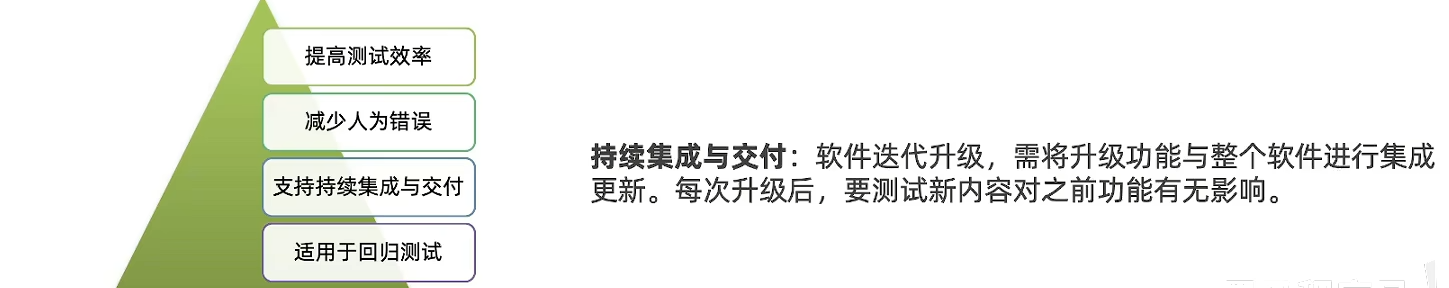 提高测试效率
减少人为错误
支持持续集成与交付
适用于回归测试
持续集成与交付：软件迭代升级，需将升级功能与整个软件进行集成
更新。每次升级后，要测试新内容对之前功能有无影响。